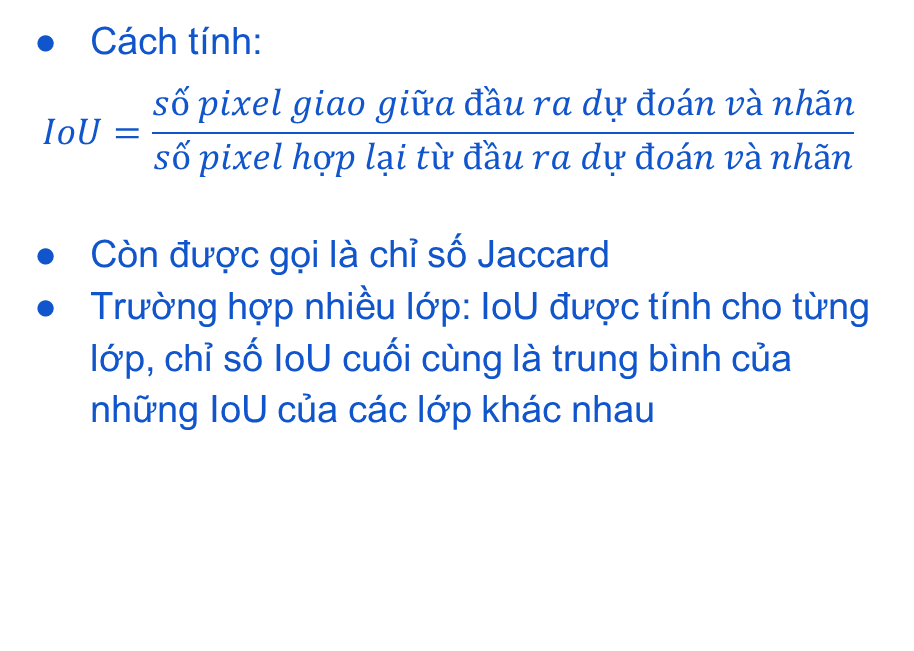 ● Cách tính:
IoU = số pixel giao giữa đầu ra dự đoán và nhãn / số pixel hợp lại từ đầu ra dự đoán và nhãn
● Còn được gọi là chỉ số Jaccard
● Trường hợp nhiều lớp: IoU được tính cho từng
lớp, chỉ số IoU cuối cùng là trung bình của
những IoU của các lớp khác nhau